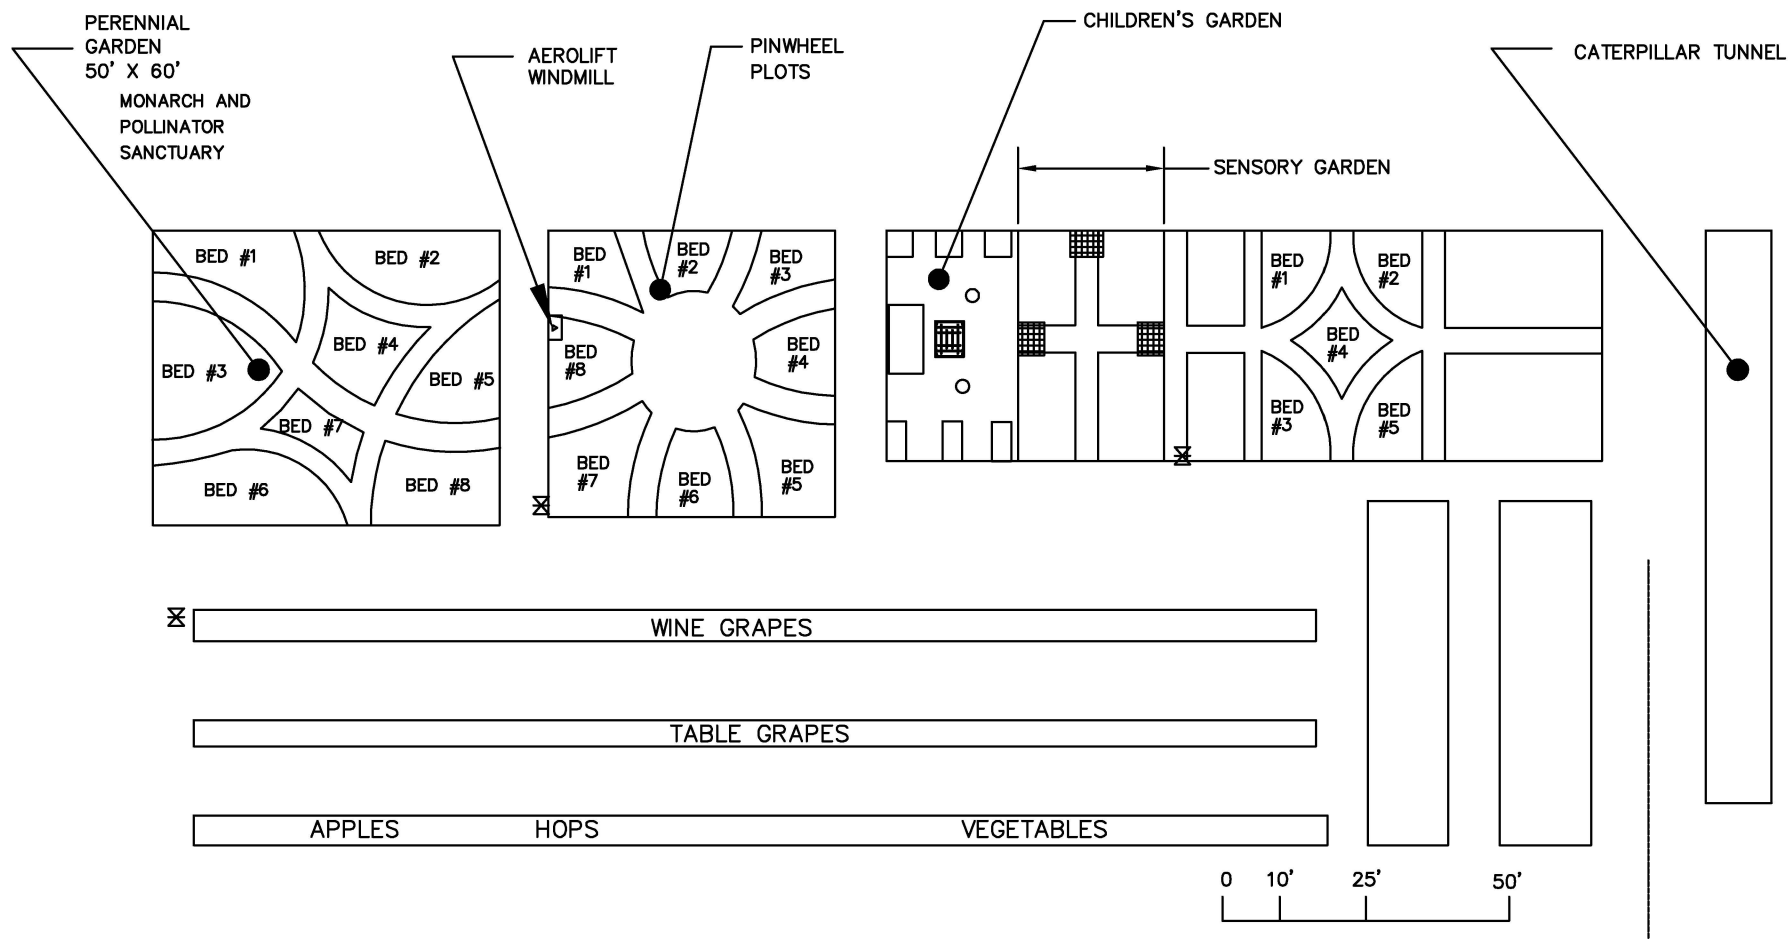 PERENNIAL
GARDEN
50' X 60'
MONARCH AND
POLLINATOR
SANCTUARY
AEROLIFT
WINDMILL
PINWHEEL
PLOTS
CHILDREN'S GARDEN
CATERPILLAR TUNNEL
SENSORY GARDEN
BED #1
BED #2
BED #3
BED #4
BED #5
BED #7
BED #6
BED #8
BED
#1
BED
#2
BED
#3
BED
#8
BED
#4
BED
#7
BED
#6
BED
#5
BED
#1
BED
#2
BED
#4
BED
#3
BED
#5
WINE GRAPES
TABLE GRAPES
APPLES HOPS VEGETABLES
0 10' 25' 50'